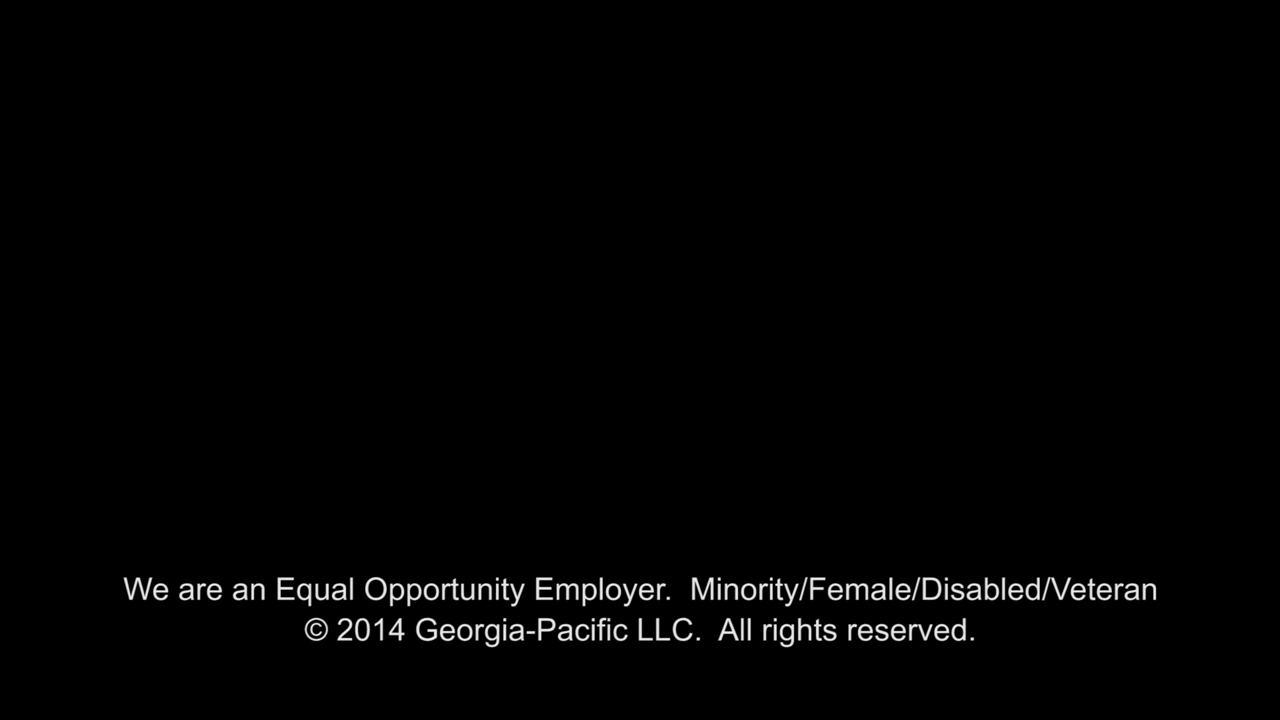 We are an Equal Opportunity Employer.  Minority/Female/Disabled/Veteran
© 2014 Georgia-Pacific LLC.  All rights reserved.